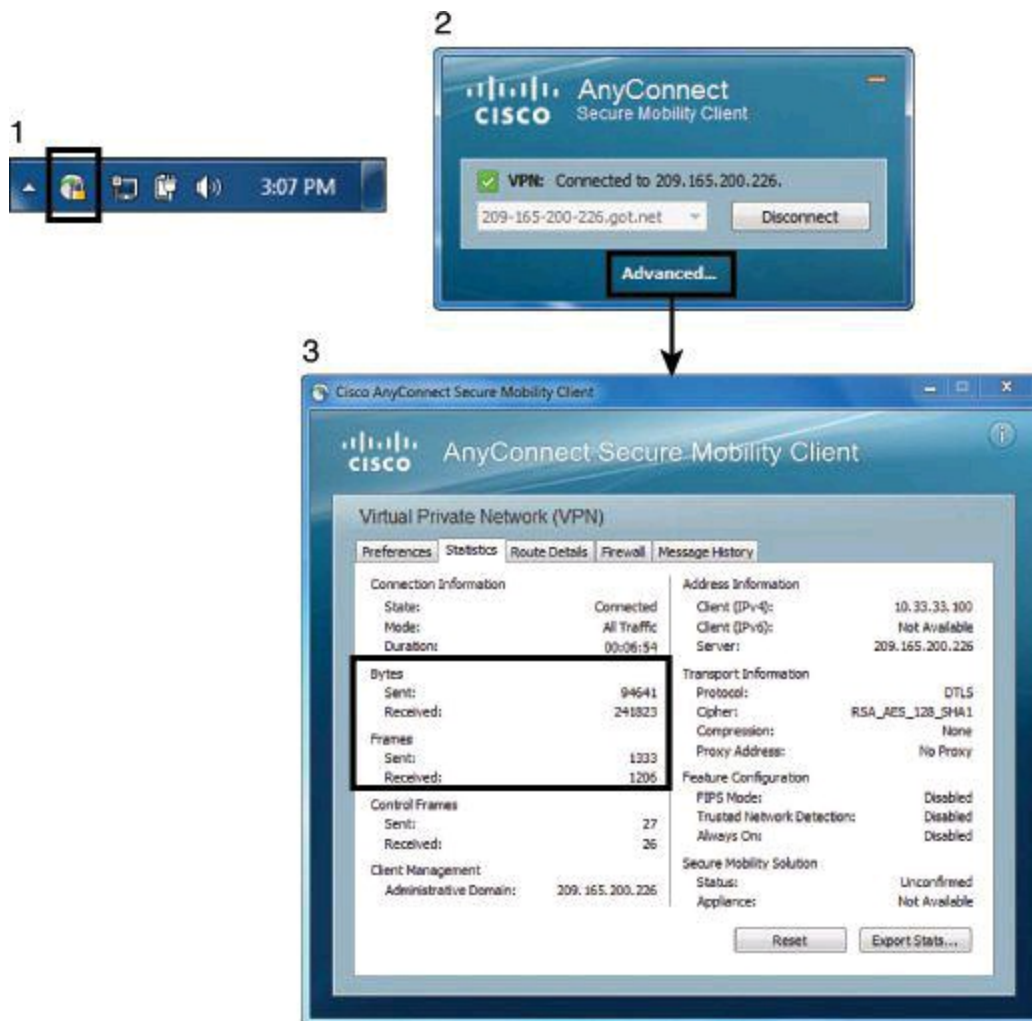 1
3:07 PM
2
CISCO
AnyConnect
Secure Mobility Client
VPN: Connected to 209.165.200.226.
209-165-200-226.got.net
Disconnect
Advanced...
3
Cisco AnyConnect Secure Mobility Client
CISCO
AnyConnect Secure Mobility Client
Virtual Private Network (VPN)
Preferences Statistics Route Details Firewall Message History
Connection Information
State: Connected
Mode: All Traffic
Duration: 00:06:54
Bytes
Sent: 94641
Received: 241823
Frames
Sent: 1333
Received: 1206
Control Frames
Sent: 27
Received: 26
Client Management
Administrative Domain: 209.165.200.226
Address Information
Client (IPv4): 10.33.33.100
Client (IPv6): Not Available
Server: 209.165.200.226
Transport Information
Protocol: DTLS
Cipher: RSA_AES_128_SHA1
Compression: None
Proxy Address: No Proxy
Feature Configuration
FIPS Mode: Disabled
Trusted Network Detection: Disabled
Always On: Disabled
Secure Mobility Solution
Status: Unconfirmed
Appliance: Not Available
Reset
Export Stats...